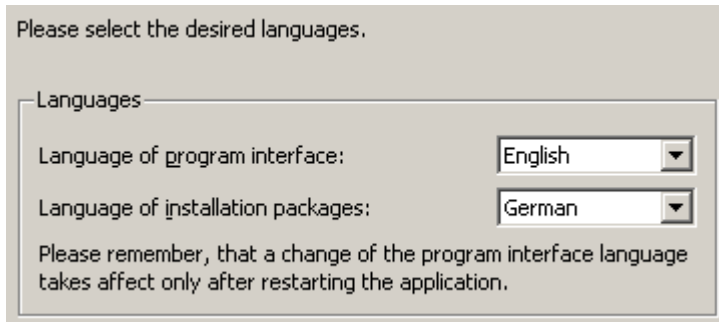 Please select the desired languages.
Languages
Language of program interface: English
Language of installation packages: German
Please remember, that a change of the program interface language
takes affect only after restarting the application.